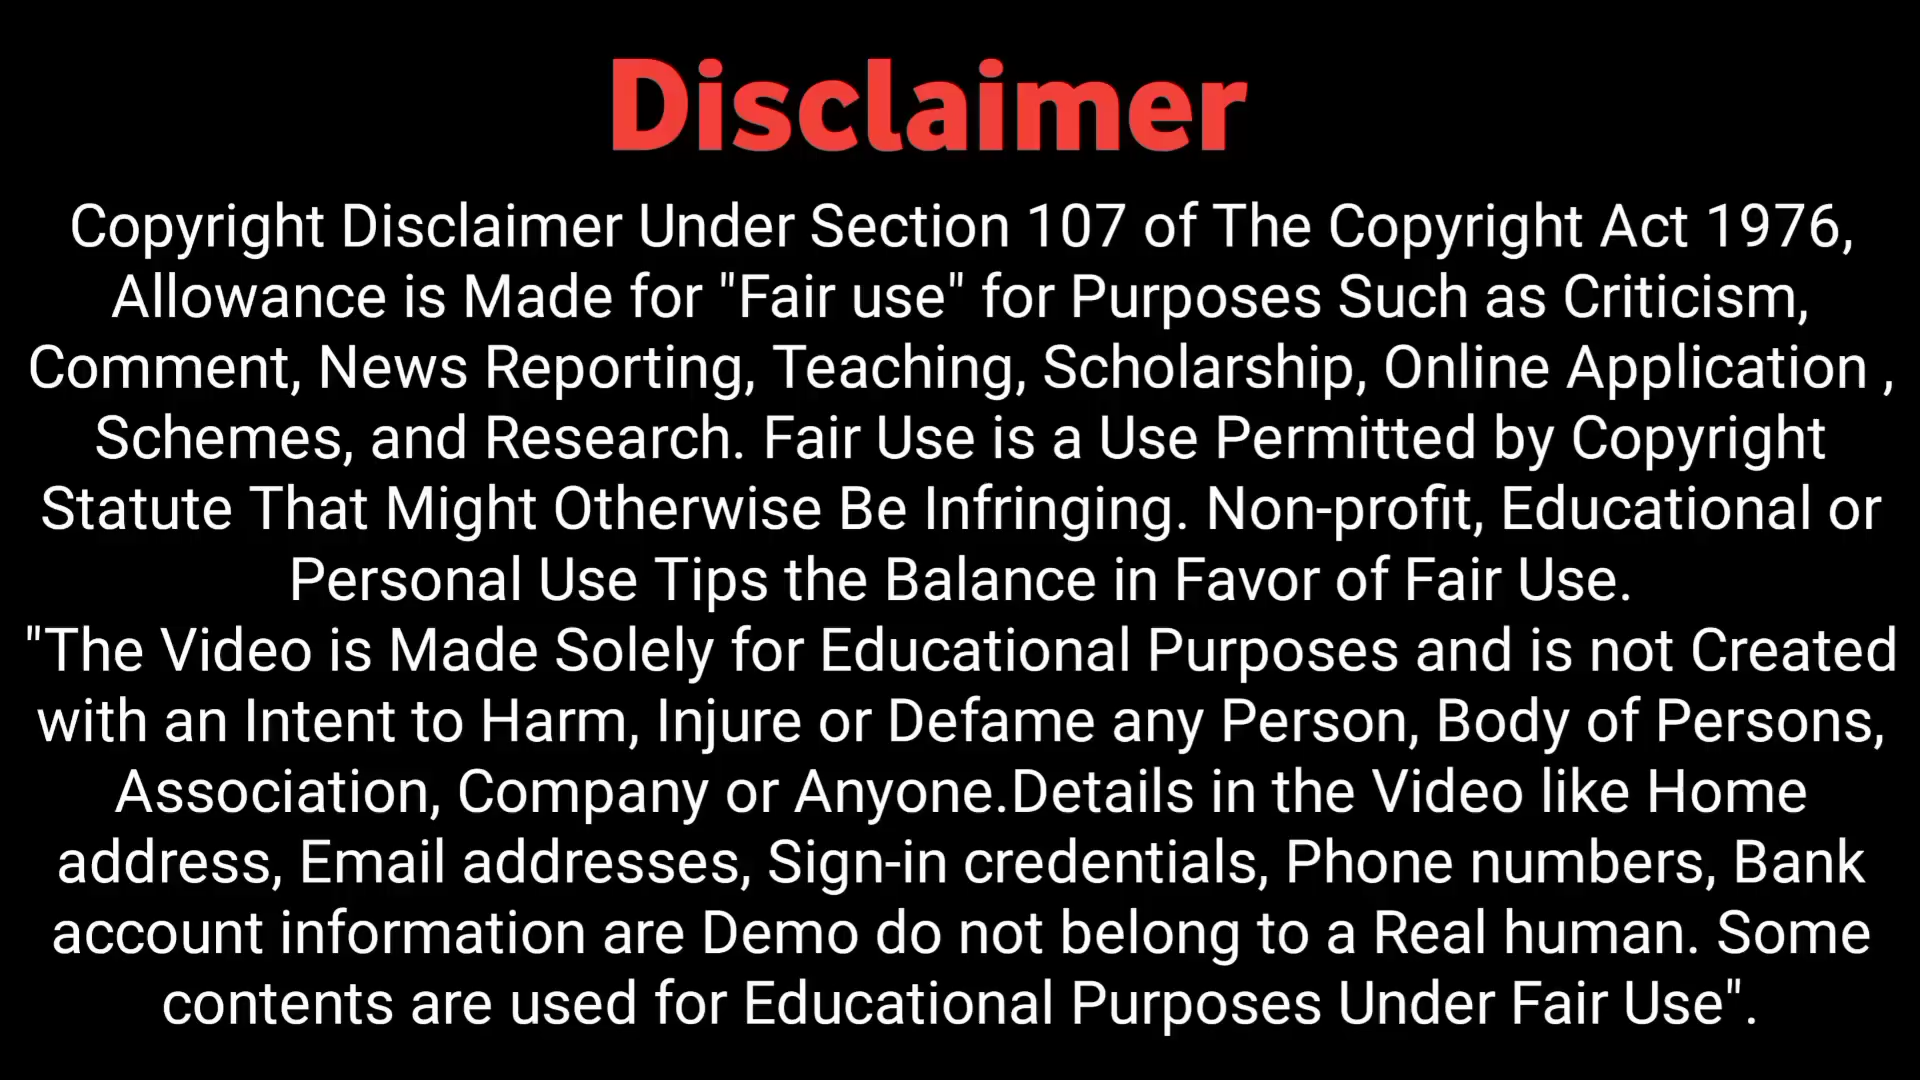 Disclaimer
Copyright Disclaimer Under Section 107 of The Copyright Act 1976,
Allowance is Made for "Fair use" for Purposes Such as Criticism,
Comment, News Reporting, Teaching, Scholarship, Online Application ,
Schemes, and Research. Fair Use is a Use Permitted by Copyright
Statute That Might Otherwise Be Infringing. Non-profit, Educational or
Personal Use Tips the Balance in Favor of Fair Use.
"The Video is Made Solely for Educational Purposes and is not Created
with an Intent to Harm, Injure or Defame any Person, Body of Persons,
Association, Company or Anyone.Details in the Video like Home
address, Email addresses, Sign-in credentials, Phone numbers, Bank
account information are Demo do not belong to a Real human. Some
contents are used for Educational Purposes Under Fair Use".